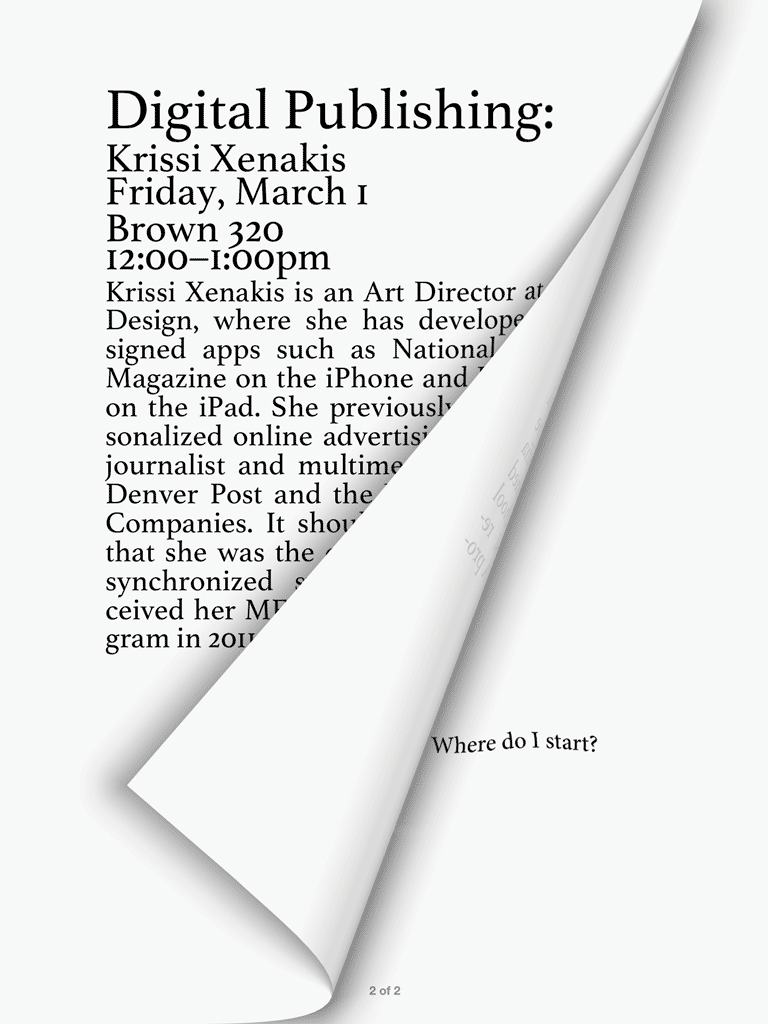 Digital Publishing:
Krissi Xenakis
Friday, March 1
Brown 320
12:00–1:00pm
Krissi Xenakis is an Art Director at
Design, where she has develope
signed apps such as National
Magazine on the iPhone and
on the iPad. She previously
sonalized online advertisi
journalist and multime
Denver Post and the
Companies. It shou
that she was the
synchronized
ceived her MF
gram in 2011
Where do I start?
2 of 2